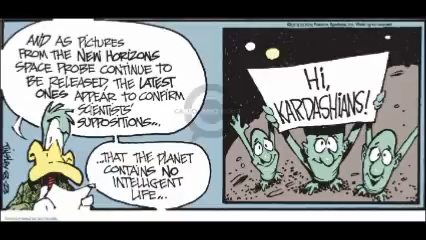 AND AS PICTURES
FROM THE NEW HORIZONS
SPACE PROBE CONTINUE TO
BE RELEASED, THE LATEST
ONES APPEAR TO CONFIRM
SCIENTISTS'
SUPPOSITIONS...
...THAT THE PLANET
CONTAINS NO
INTELLIGENT
LIFE...
HI,
KARDASHIANS!